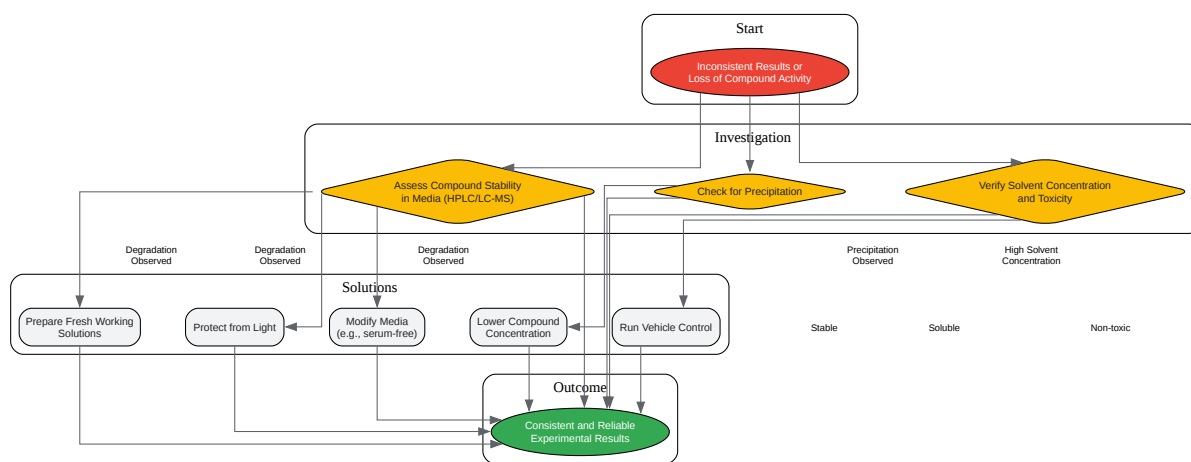 Start
Inconsistent Results or
Loss of Compound Activity
Investigation
Assess Compound Stability
in Media (HPLC/LC-MS)
Check for Precipitation
Verify Solvent Concentration
and Toxicity
Degradation
Observed
Degradation
Observed
Degradation
Observed
Precipitation
Observed
High Solvent
Concentration
Solutions
Prepare Fresh Working
Solutions
Protect from Light
Modify Media
(e.g., serum-free)
Lower Compound
Concentration
Run Vehicle Control
Stable
Soluble
Non-toxic
Outcome
Consistent and Reliable
Experimental Results